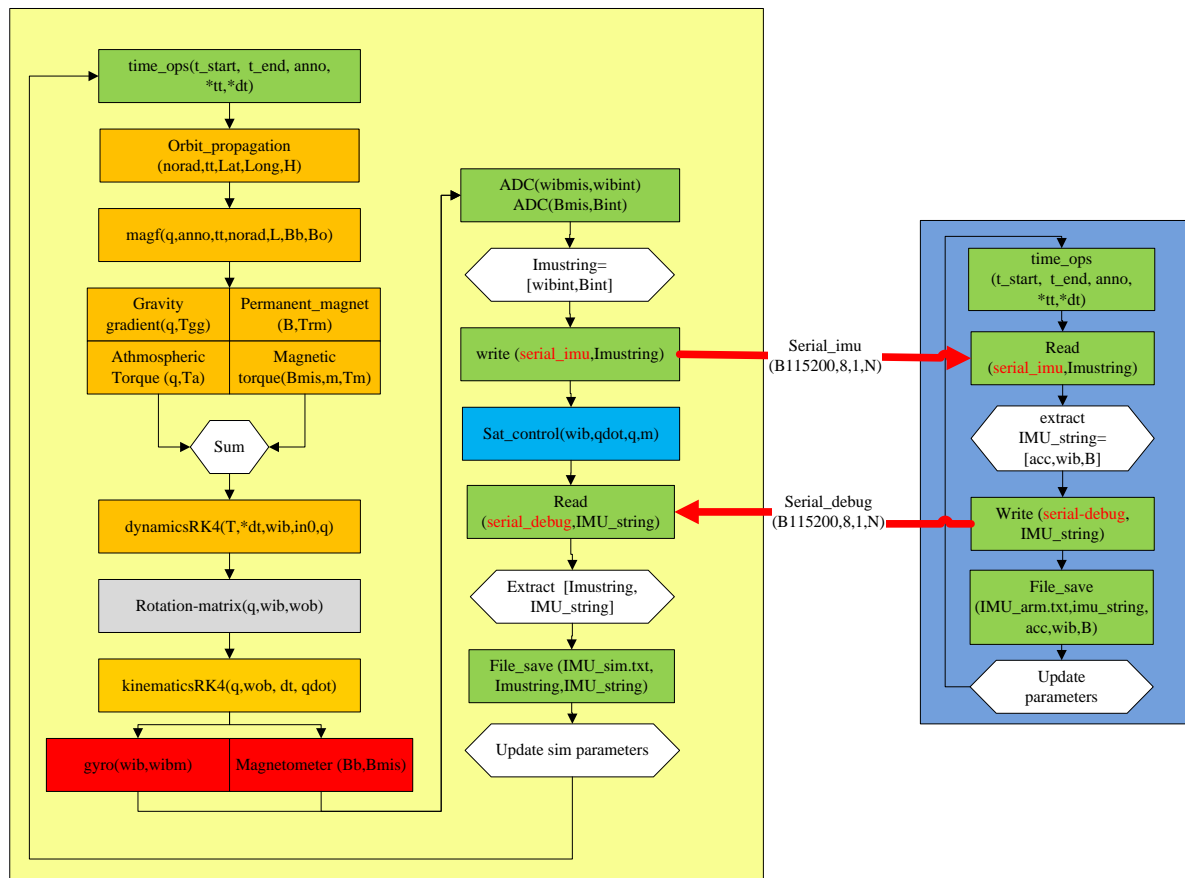 time_ops(t_start,  t_end, anno,
*tt,*dt)
Orbit_propagation
(norad,tt,Lat,Long,H)
magf(q,anno,tt,norad,L,Bb,Bo)
Gravity
gradient(q,Tgg)
Permanent_magnet
(B,Trm)
Athmospheric
Torque (q,Ta)
Magnetic
torque(Bmis,m,Tm)
Sum
dynamicsRK4(T,*dt,wib,in0,q)
Rotation-matrix(q,wib,wob)
kinematicsRK4(q,wob, dt, qdot)
gyro(wib,wibm)
Magnetometer (Bb,Bmis)
ADC(wibmis,wibint)
ADC(Bmis,Bint)
Imustring=
[wibint,Bint]
write (serial_imu,Imustring)
Sat_control(wib,qdot,q,m)
Read
(serial_debug,IMU_string)
Extract  [Imustring,
IMU_string]
File_save (IMU_sim.txt,
Imustring,IMU_string)
Update sim parameters
Serial_imu
(B115200,8,1,N)
Serial_debug
(B115200,8,1,N)
time_ops
(t_start,  t_end, anno,
*tt,*dt)
Read
(serial_imu,Imustring)
extract
IMU_string=
[acc,wib,B]
Write (serial-debug,
IMU_string)
File_save
(IMU_arm.txt,imu_string,
acc,wib,B)
Update
parameters